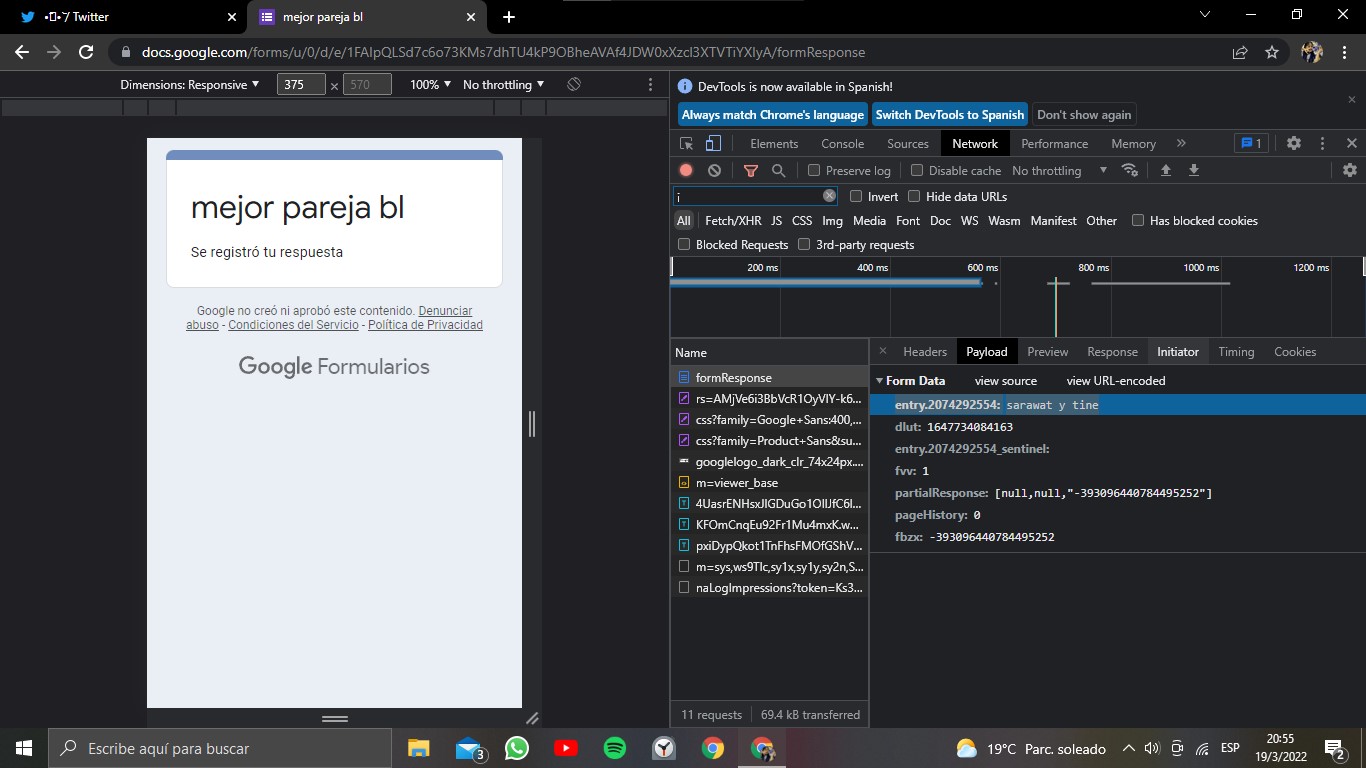 Twitter
mejor pareja bl
docs.google.com/forms/u/0/d/e/1FAIpQLSd7c6o73KMs7dhTU4kP9OBheAVAf4JDW0xXzcl3XTVTiYXlyA/formResponse
Dimensions: Responsive ▼ 375 × 570 100% ▼ No throttling ▼
mejor pareja bl
Se registró tu respuesta
Google no creó ni aprobó este contenido. Denunciar
abuso - Condiciones del Servicio - Política de Privacidad
Google Formularios
DevTools is now available in Spanish!
Always match Chrome's language Switch DevTools to Spanish Don't show again
Elements Console Sources Network Performance Memory » 1
Preserve log Disable cache No throttling ▼
Invert Hide data URLs
All Fetch/XHR JS CSS Img Media Font Doc WS Wasm Manifest Other Has blocked cookies
Blocked Requests 3rd-party requests
200 ms 400 ms 600 ms 800 ms 1000 ms 1200 ms
Name
formResponse
rs=AMjVe6i3BbVcR1OyVIY-k6...
css?family=Google+Sans:400,...
css?family=Product+Sans&su...
googlelogo_dark_clr_74x24px....
m=viewer_base
4UasrENHsxJlGDuGo1OIlJfC6l...
KFOmCnqEu92Fr1Mu4mxK.w...
pxiDypQkot1TnFhsFMOfGShV...
m=sys,ws9Tlc,sy1x,sy1y,sy2n,S...
naLogImpressions?token=Ks3...
11 requests 69.4 kB transferred
Headers Payload Preview Response Initiator Timing Cookies
Form Data view source view URL-encoded
entry.2074292554: sarawat y tine
dlut: 1647734084163
entry.2074292554_sentinel:
fvv: 1
partialResponse: [null,null,"-393096440784495252"]
pageHistory: 0
fbzx: -393096440784495252
Escribe aquí para buscar
3
19°C Parc. soleado
ESP
20:55
19/3/2022
2